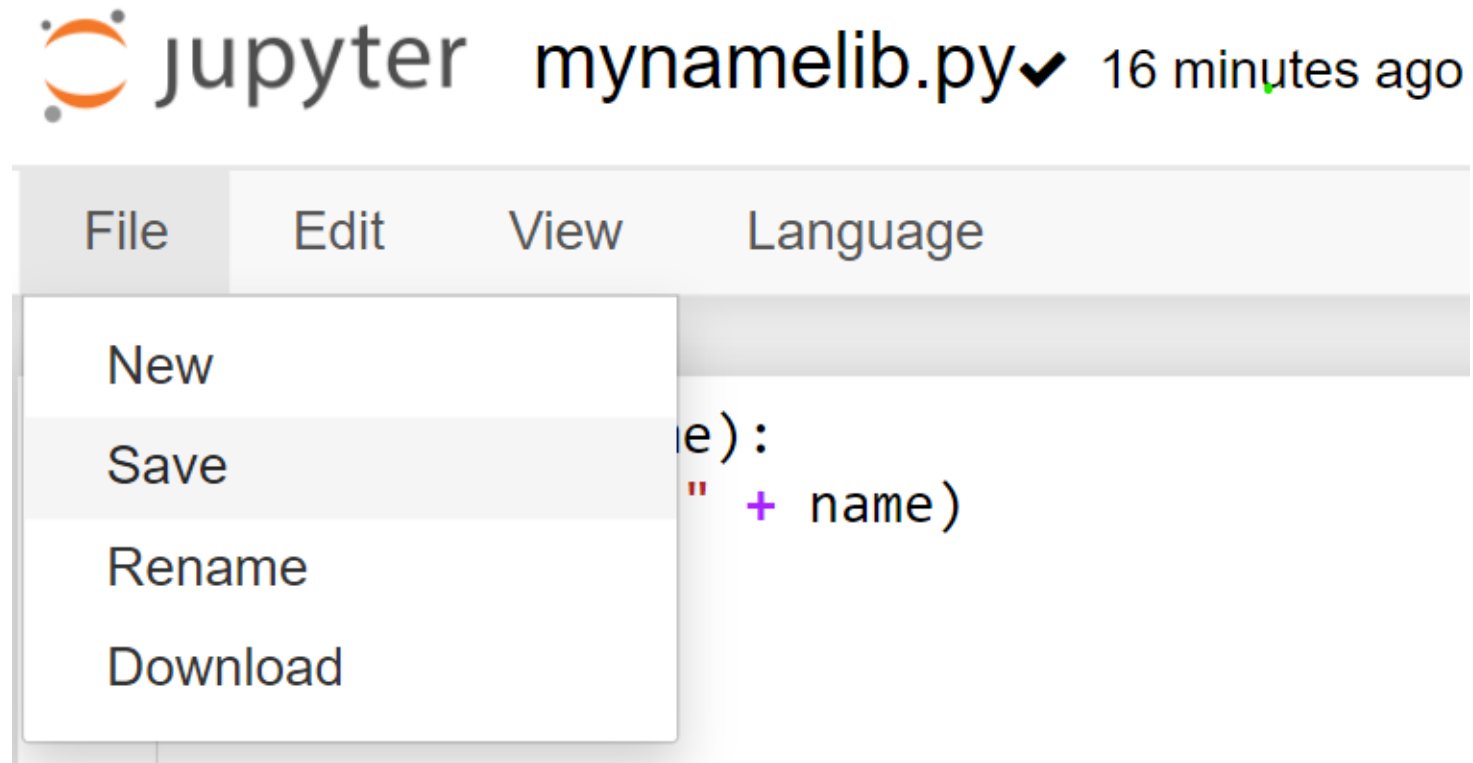 jupyter mynamelib.py✔ 16 minutes ago
File Edit View Language
New
Save
Rename
Download
e):
" + name)